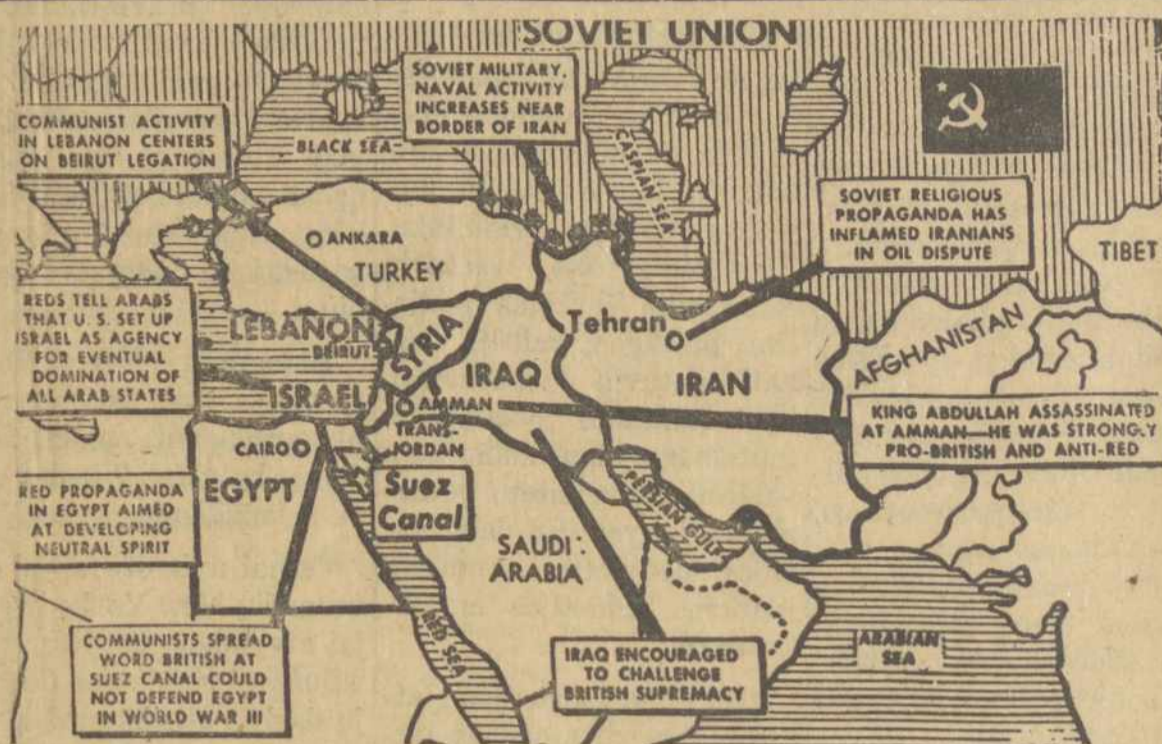 SOVIET UNION
SOVIET MILITARY,
NAVAL ACTIVITY
INCREASES NEAR
BORDER OF IRAN
COMMUNIST ACTIVITY
IN LEBANON CENTERS
ON BEIRUT LEGATION
BLACK SEA
CASPIAN SEA
SOVIET RELIGIOUS
PROPAGANDA HAS
INFLAMED IRANIANS
IN OIL DISPUTE
TIBET
ANKARA
TURKEY
REDS TELL ARABS
THAT U. S. SET UP
ISRAEL AS AGENCY
FOR EVENTUAL
DOMINATION OF
ALL ARAB STATES
LEBANON
BEIRUT
SYRIA
Tehran
AFGHANISTAN
IRAQ
IRAN
ISRAEL
AMMAN
TRANS-
JORDAN
KING ABDULLAH ASSASSINATED
AT AMMAN—HE WAS STRONGLY
PRO-BRITISH AND ANTI-RED
CAIRO
EGYPT
Suez
Canal
PERSIAN GULF
RED PROPAGANDA
IN EGYPT AIMED
AT DEVELOPING
NEUTRAL SPIRIT
SAUDI
ARABIA
COMMUNISTS SPREAD
WORD BRITISH AT
SUEZ CANAL COULD
NOT DEFEND EGYPT
IN WORLD WAR III
RED SEA
IRAQ ENCOURAGED
TO CHALLENGE
BRITISH SUPREMACY
ARABIAN
SEA